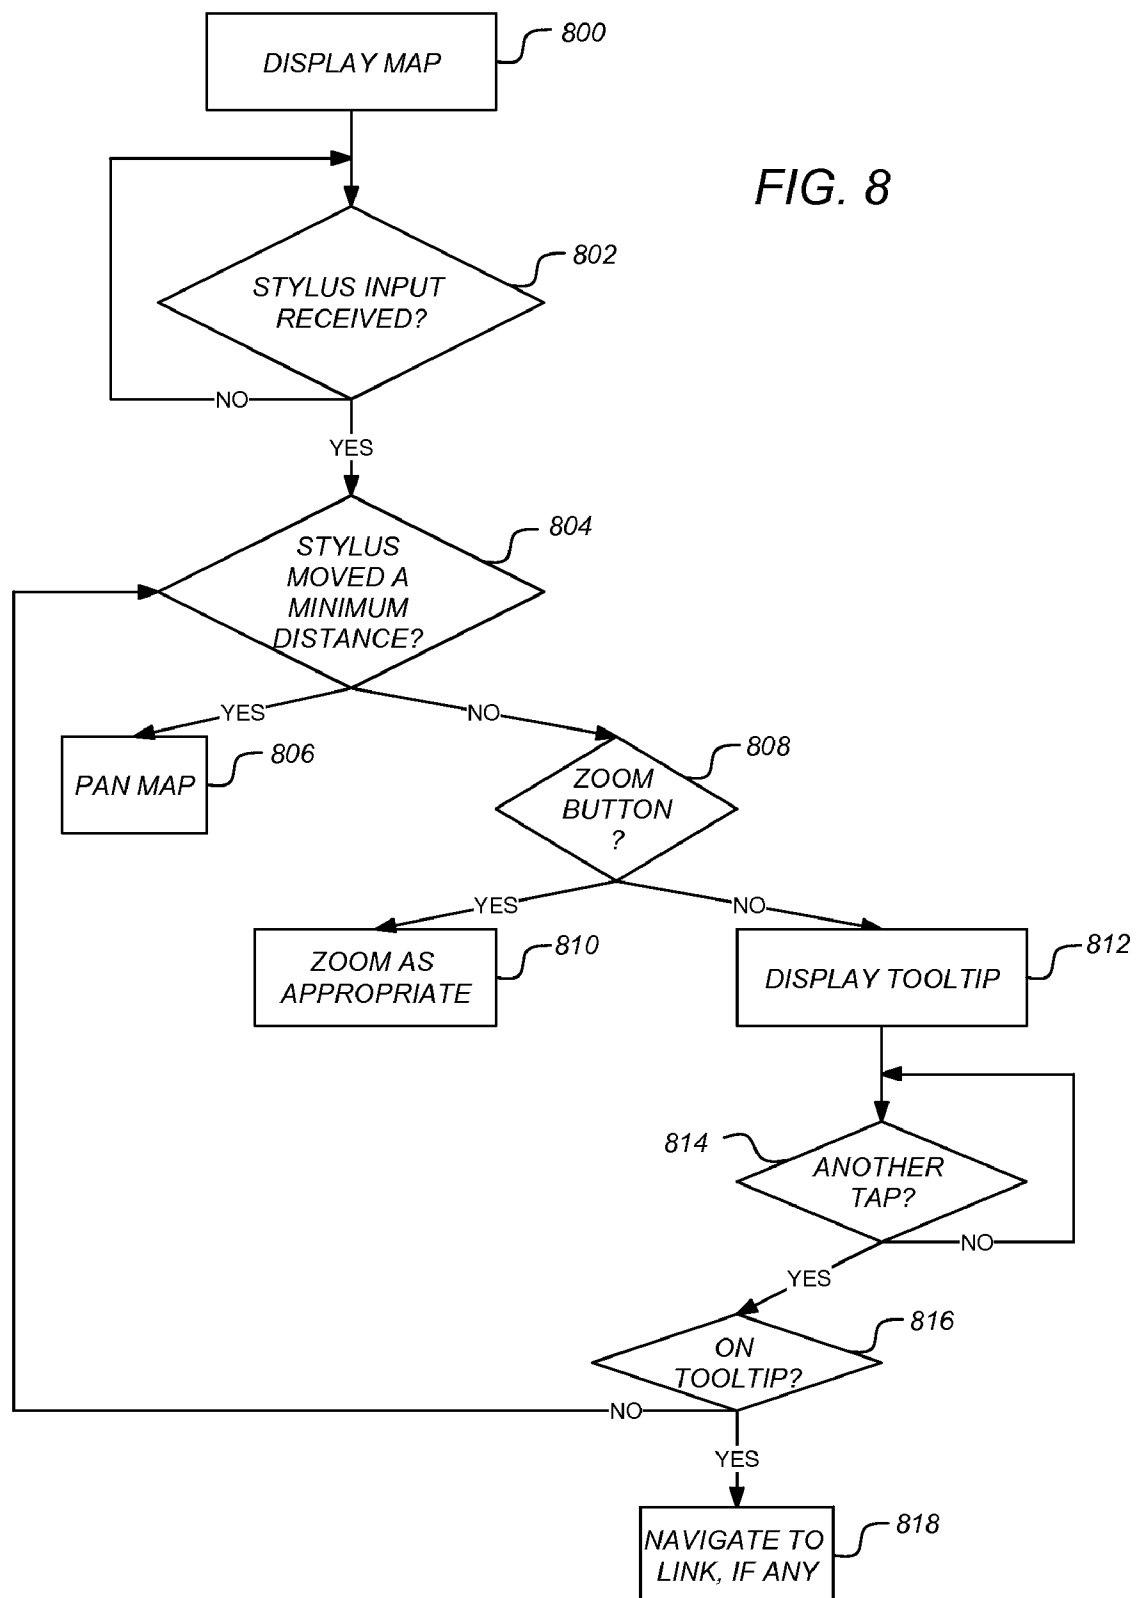 DISPLAY MAP
800
FIG. 8
802
STYLUS INPUT
RECEIVED?
NO
YES
804
STYLUS
MOVED A
MINIMUM
DISTANCE?
YES
NO
806
PAN MAP
808
ZOOM
BUTTON
?
YES
NO
810
ZOOM AS
APPROPRIATE
812
DISPLAY TOOLTIP
814
ANOTHER
TAP?
NO
YES
816
ON
TOOLTIP?
NO
YES
818
NAVIGATE TO
LINK, IF ANY